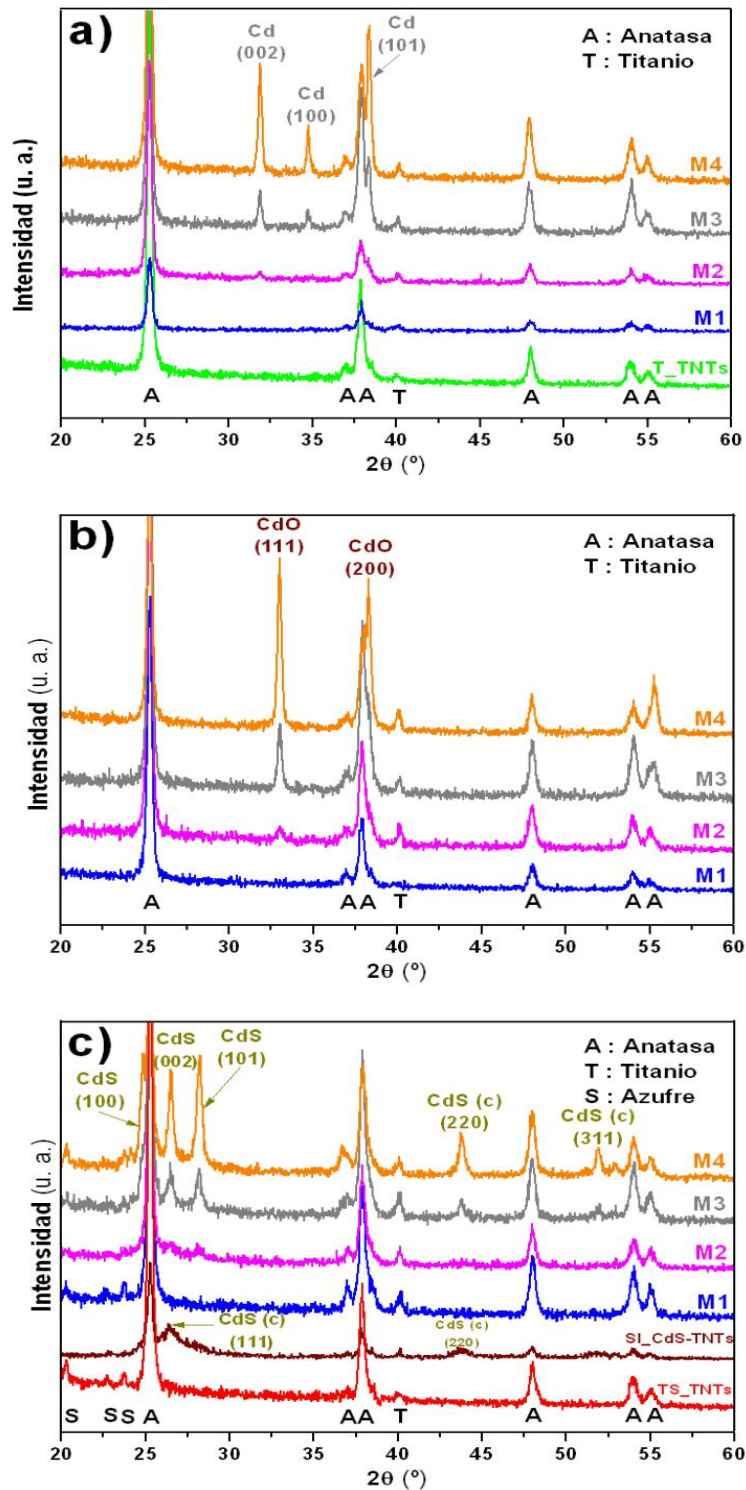 a)
Cd
(002)
Cd
(100)
Cd
(101)
A : Anatasa
T : Titanio
M4
M3
M2
M1
T_TNTs
A A A T A A A
20 25 30 35 40 45 50 55 60
2θ (º)
Intensidad (u. a.)
b)
CdO
(111)
CdO
(200)
A : Anatasa
T : Titanio
M4
M3
M2
M1
A A A T A A A
20 25 30 35 40 45 50 55 60
2θ (º)
Intensidad (u. a.)
c)
CdS
(100)
CdS
(002)
CdS
(101)
CdS (c)
(220)
CdS (c)
(311)
A : Anatasa
T : Titanio
S : Azufre
M4
M3
M2
M1
CdS (c)
(111)
CdS (c)
(220)
SI_CdS-TNTs
TS_TNTs
S S S A A A T A A A
20 25 30 35 40 45 50 55 60
2θ (º)
Intensidad (u. a.)